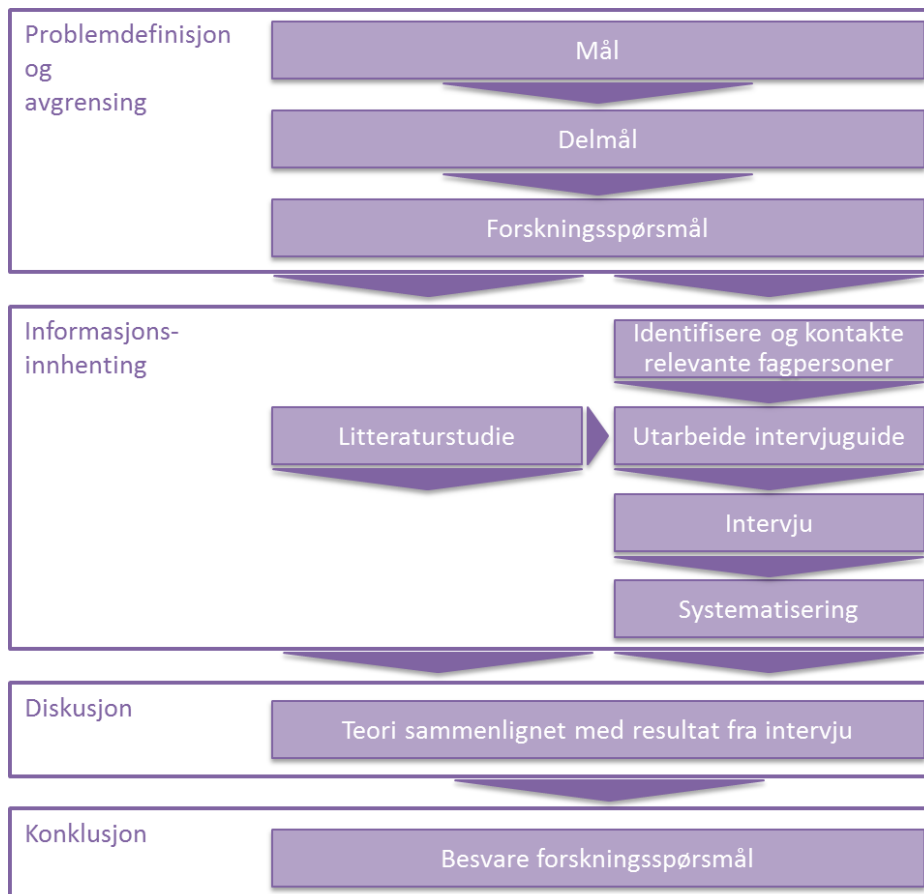 Problemdefinisjon
og
avgrensing
Mål
Delmål
Forskningsspørsmål
Informasjons-
innhenting
Identifisere og kontakte
relevante fagpersoner
Litteraturstudie
Utarbeide intervjuguide
Intervju
Systematisering
Diskusjon
Teori sammenlignet med resultat fra intervju
Konklusjon
Besvare forskningsspørsmål